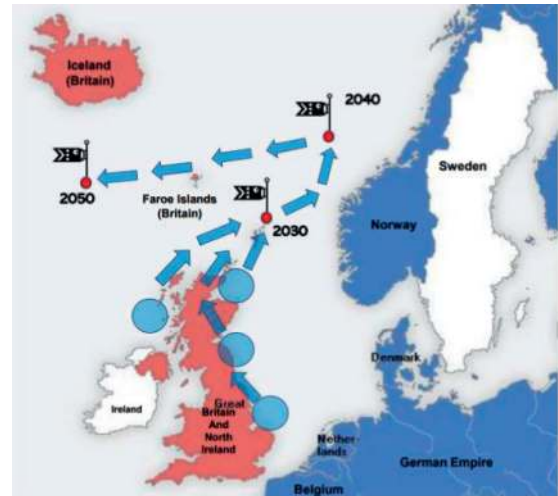 Iceland
(Britain)
2040
Sweden
2050
Faroe Islands
(Britain)
2030
Norway
Denmark
Ireland
Great
Britain
And
North
Ireland
Nether-
lands
German Empire
Belgium